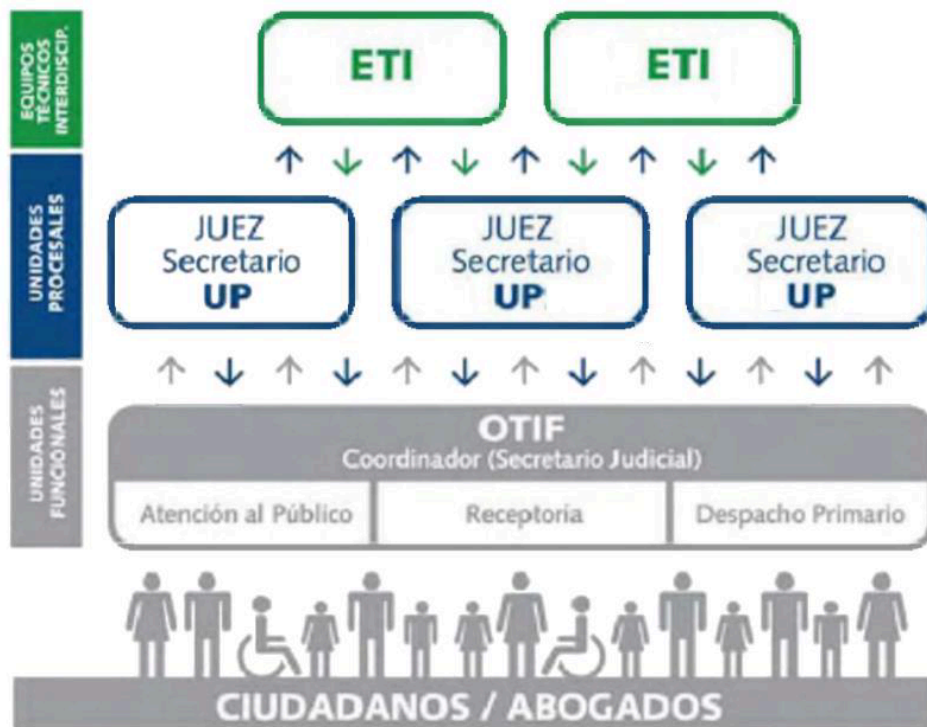 EQUIPOS
TÉCNICOS
INTERDISCIP.
ETI
ETI
UNIDADES
PROCESALES
JUEZ
Secretario
UP
JUEZ
Secretario
UP
JUEZ
Secretario
UP
UNIDADES
FUNCIONALES
OTIF
Coordinador (Secretario Judicial)
Atención al Público
Receptoría
Despacho Primario
CIUDADANOS / ABOGADOS